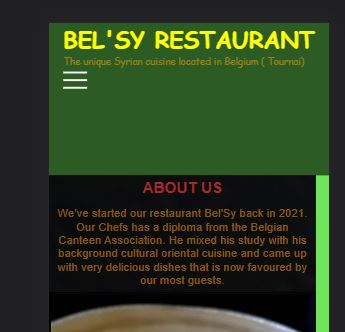 BEL'SY RESTAURANT
The unique Syrian cuisine located in Belgium ( Tournai)
ABOUT US
We've started our restaurant Bel'Sy back in 2021.
Our Chefs has a diploma from the Belgian
Canteen Association. He mixed his study with his
background cultural oriental cuisine and came up
with very delicious dishes that is now favoured by
our most guests.